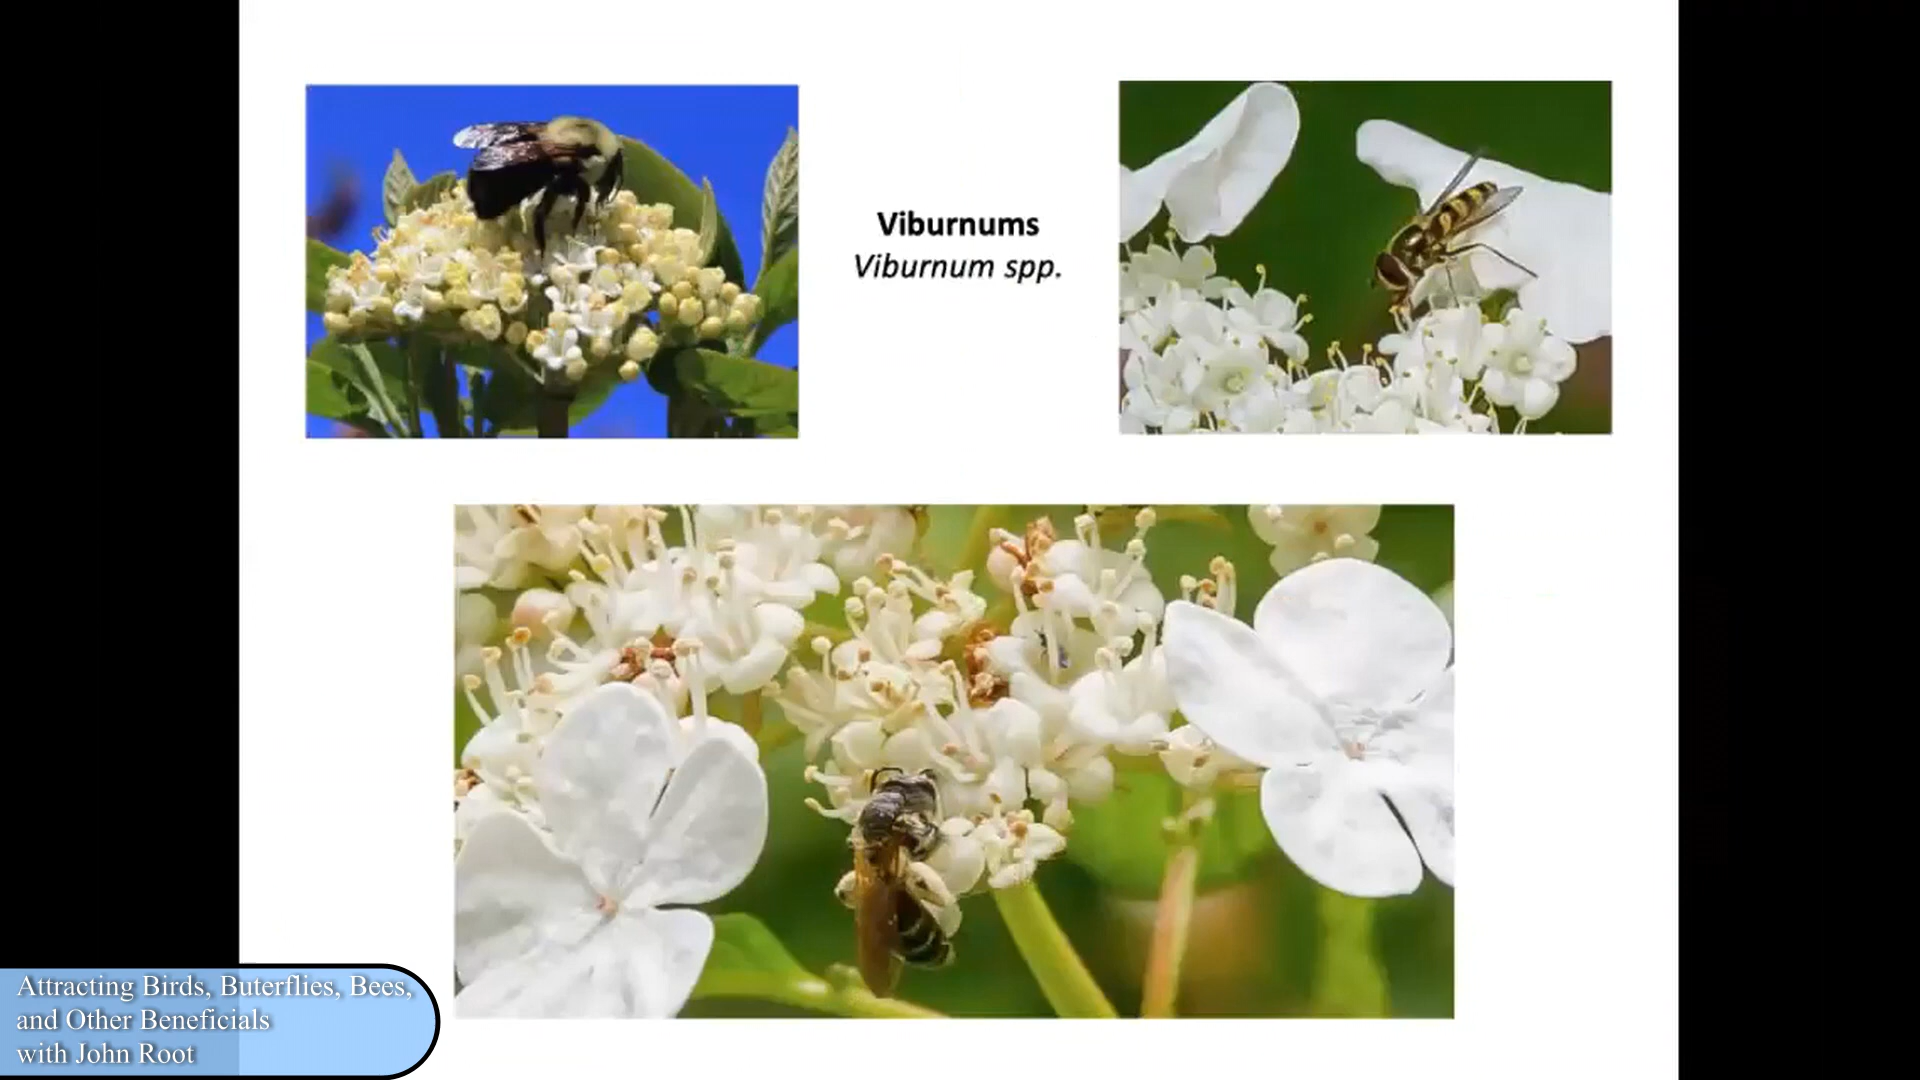 Viburnums
Viburnum spp.
Attracting Birds, Buterflies, Bees,
and Other Beneficials
with John Root